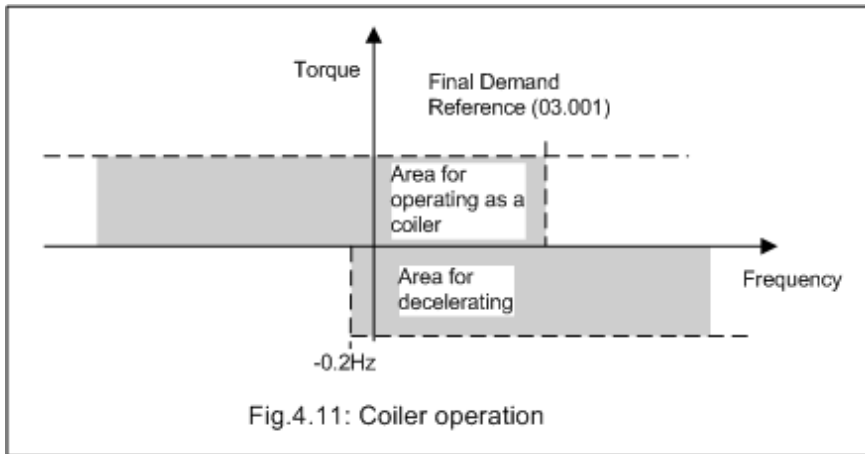 Torque
Final Demand
Reference (03.001)
Area for
operating as a
coiler
Area for
decelerating
Frequency
-0.2Hz
Fig.4.11: Coiler operation